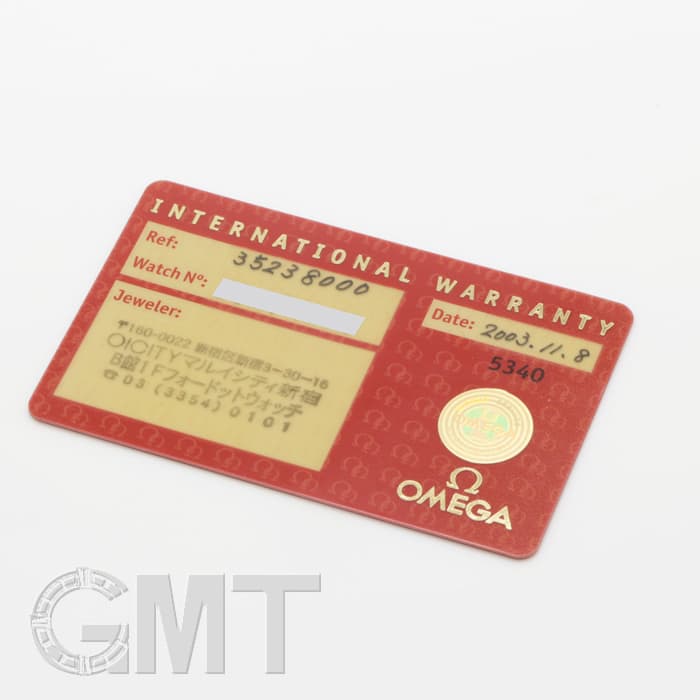 INTERNATIONAL WARRANTY
Ref: 35238000
Watch Nº:
Date: 2003.11.8
5340
Jeweler:
〒160-0022 新宿区新宿3-30-16
OICITYマルイシティ新宿
B館1Fフォードットウォッチ
☎03(3354)0101
OMEGA
Ω
OMEGA
GMT